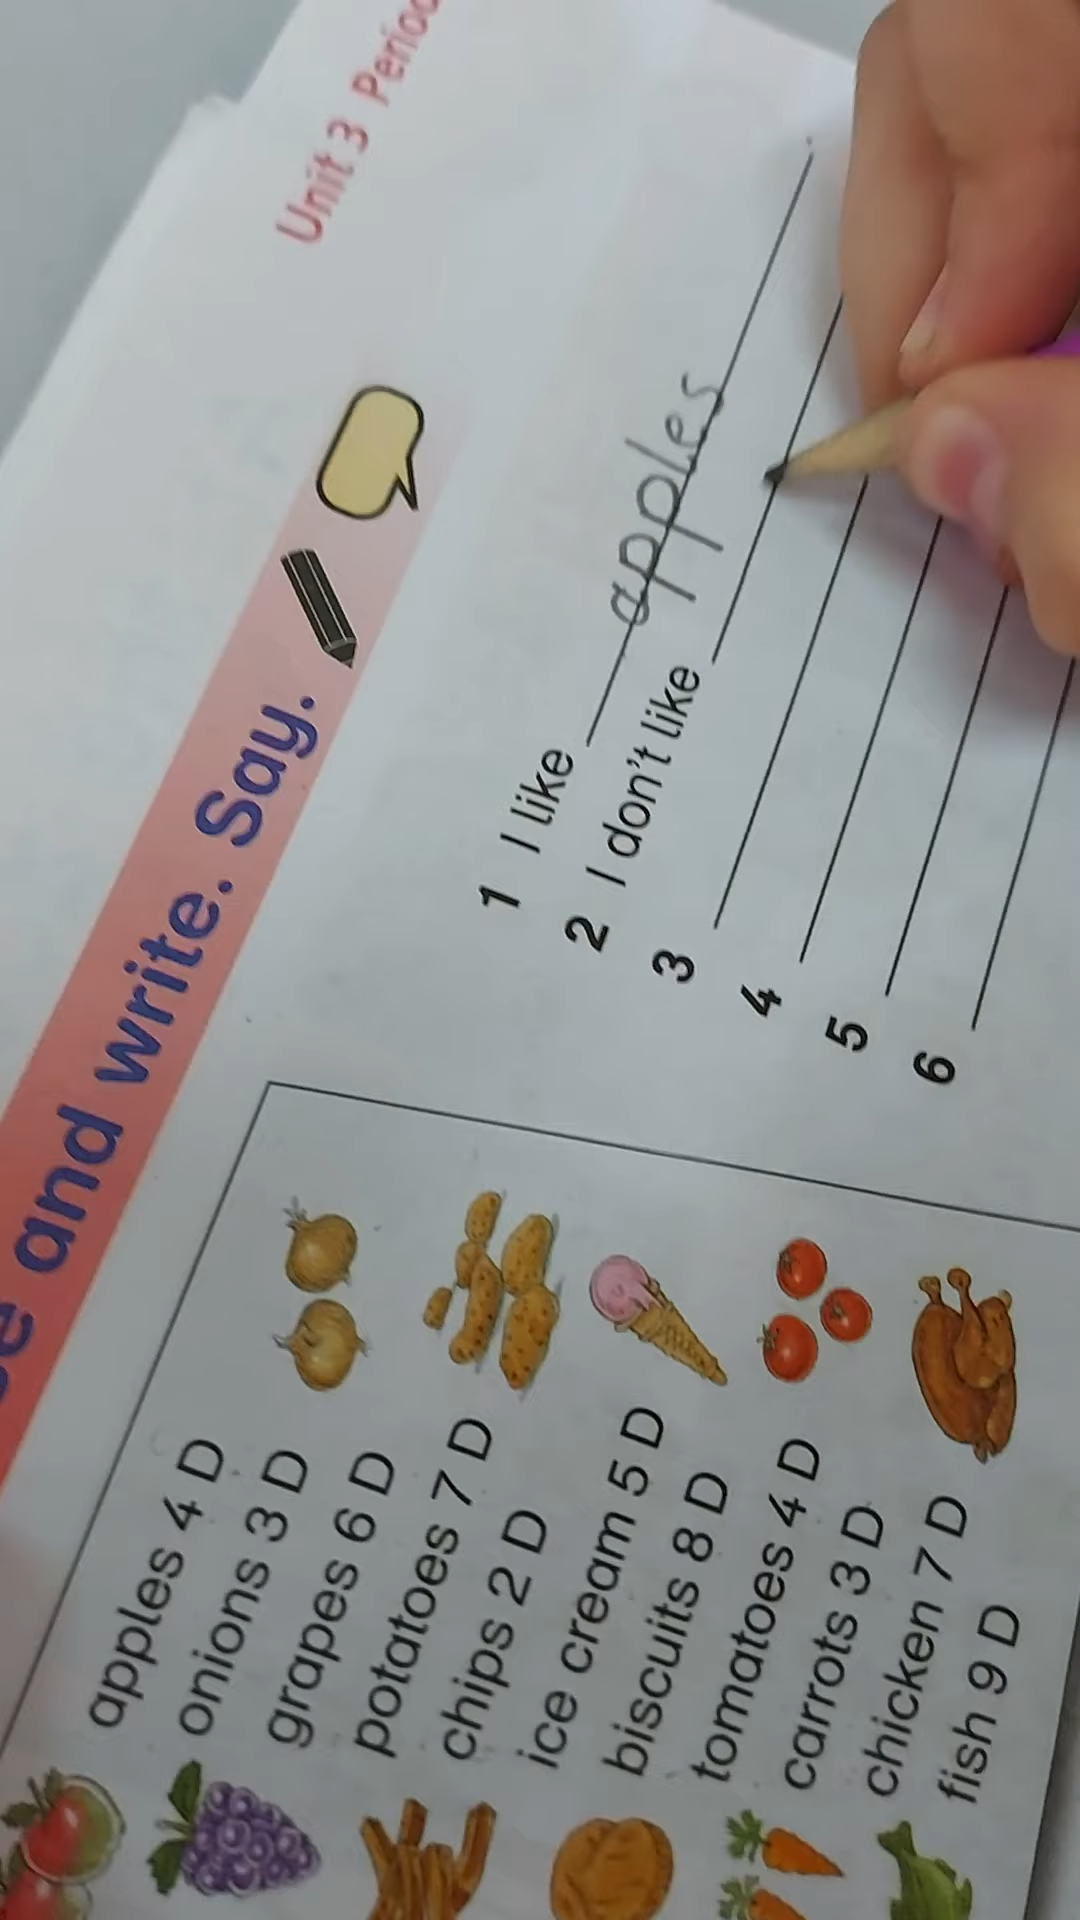 Unit 3 Period
and write. Say.
1 I like apples
2 I don't like
3
4
5
6
apples 4 D
onions 3 D
grapes 6 D
potatoes 7 D
chips 2 D
ice cream 5 D
biscuits 8 D
tomatoes 4 D
carrots 3 D
chicken 7 D
fish 9 D